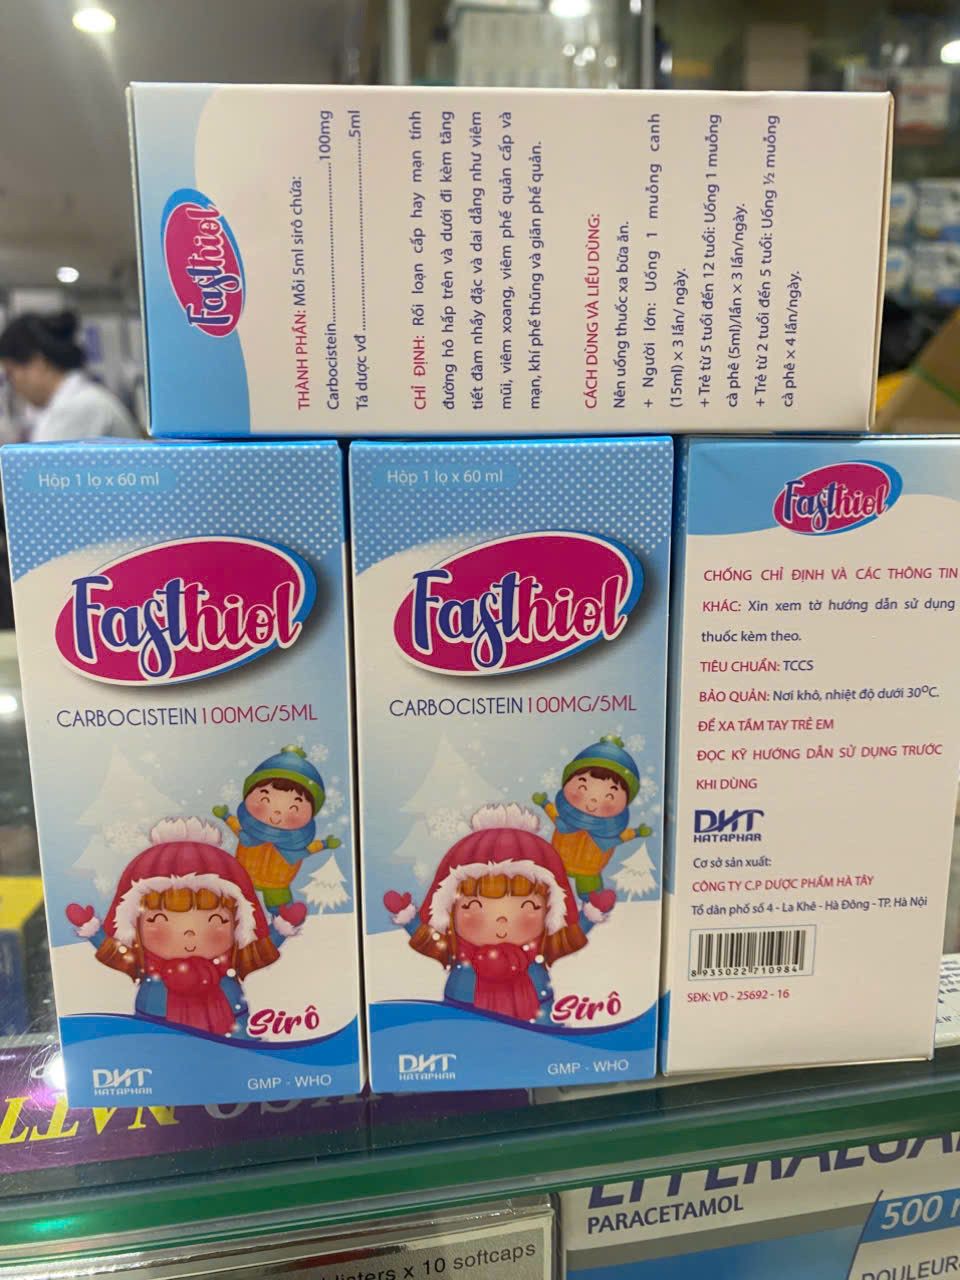 Fasthiol
THÀNH PHẦN: Mỗi 5ml sirô chứa:
Carbocistein........................................100mg
Tá dược vđ ........................................5ml
CHỈ ĐỊNH: Rối loạn cấp hay mạn tính
đường hô hấp trên và dưới đi kèm tăng
tiết đàm nhầy đặc và dai dẳng như viêm
mũi, viêm xoang, viêm phế quản cấp và
mạn, khí phế thũng và giãn phế quản.
CÁCH DÙNG VÀ LIỀU DÙNG:
Nên uống thuốc xa bữa ăn.
+ Người lớn: Uống 1 muỗng canh
(15ml) × 3 lần/ ngày.
+ Trẻ từ 5 tuổi đến 12 tuổi: Uống 1 muỗng
cà phê (5ml)/lần × 3 lần/ngày.
+ Trẻ từ 2 tuổi đến 5 tuổi: Uống ½ muỗng
cà phê × 4 lần/ngày.
Hộp 1 lọ x 60 ml
Fasthiol
CARBOCISTEIN 100MG/5ML
Sirô
DHT
HATAPHAR
GMP - WHO
Hộp 1 lọ x 60 ml
Fasthiol
CARBOCISTEIN 100MG/5ML
Sirô
DHT
HATAPHAR
GMP - WHO
Fasthiol
CHỐNG CHỈ ĐỊNH VÀ CÁC THÔNG TIN
KHÁC: Xin xem tờ hướng dẫn sử dụng
thuốc kèm theo.
TIÊU CHUẨN: TCCS
BẢO QUẢN: Nơi khô, nhiệt độ dưới 30⁰C.
ĐỂ XA TẦM TAY TRẺ EM
ĐỌC KỸ HƯỚNG DẪN SỬ DỤNG TRƯỚC
KHI DÙNG
DHT
HATAPHAR
Cơ sở sản xuất:
CÔNG TY C.P DƯỢC PHẨM HÀ TÂY
Tổ dân phố số 4 - La Khê - Hà Đông - TP. Hà Nội
8 935022 710984
SĐK: VD - 25692 - 16
PARACETAMOL
500
x 10 softcaps